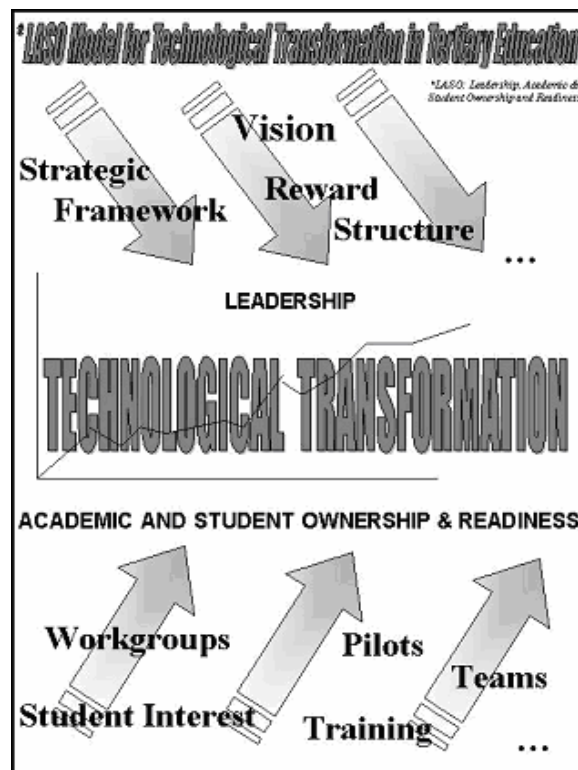 *LASO Model for Technological Transformation in Tertiary Education
*LASO: Leadership, Academic &
Student Ownership and Readiness
Vision
Strategic
Framework
Reward
Structure
...
LEADERSHIP
TECHNOLOGICAL TRANSFORMATION
ACADEMIC AND STUDENT OWNERSHIP & READINESS
Workgroups
Pilots
Teams
Student Interest
Training
...